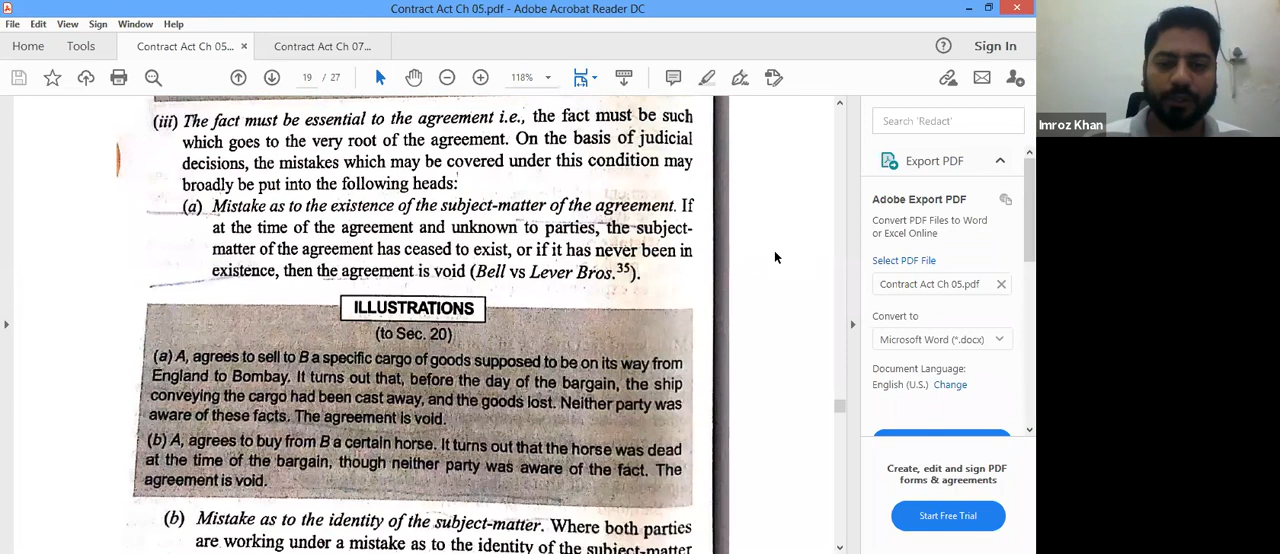 Contract Act Ch 05.pdf - Adobe Acrobat Reader DC
File Edit View Sign Window Help
Home Tools Contract Act Ch 05... × Contract Act Ch 07... Sign In
19 / 27 118%
(iii) The fact must be essential to the agreement i.e., the fact must be such
which goes to the very root of the agreement. On the basis of judicial
decisions, the mistakes which may be covered under this condition may
broadly be put into the following heads:
(a) Mistake as to the existence of the subject-matter of the agreement. If
at the time of the agreement and unknown to parties, the subject-
matter of the agreement has ceased to exist, or if it has never been in
existence, then the agreement is void (Bell vs Lever Bros.35).
ILLUSTRATIONS
(to Sec. 20)
(a) A, agrees to sell to B a specific cargo of goods supposed to be on its way from
England to Bombay. It turns out that, before the day of the bargain, the ship
conveying the cargo had been cast away, and the goods lost. Neither party was
aware of these facts. The agreement is void.
(b) A, agrees to buy from B a certain horse. It turns out that the horse was dead
at the time of the bargain, though neither party was aware of the fact. The
agreement is void.
(b) Mistake as to the identity of the subject-matter. Where both parties
are working under a mistake as to the identity of the subject-matter
Search 'Redact'
Export PDF
Adobe Export PDF
Convert PDF Files to Word
or Excel Online
Select PDF File
Contract Act Ch 05.pdf
Convert to
Microsoft Word (*.docx)
Document Language:
English (U.S.) Change
Create, edit and sign PDF
forms & agreements
Start Free Trial
Imroz Khan